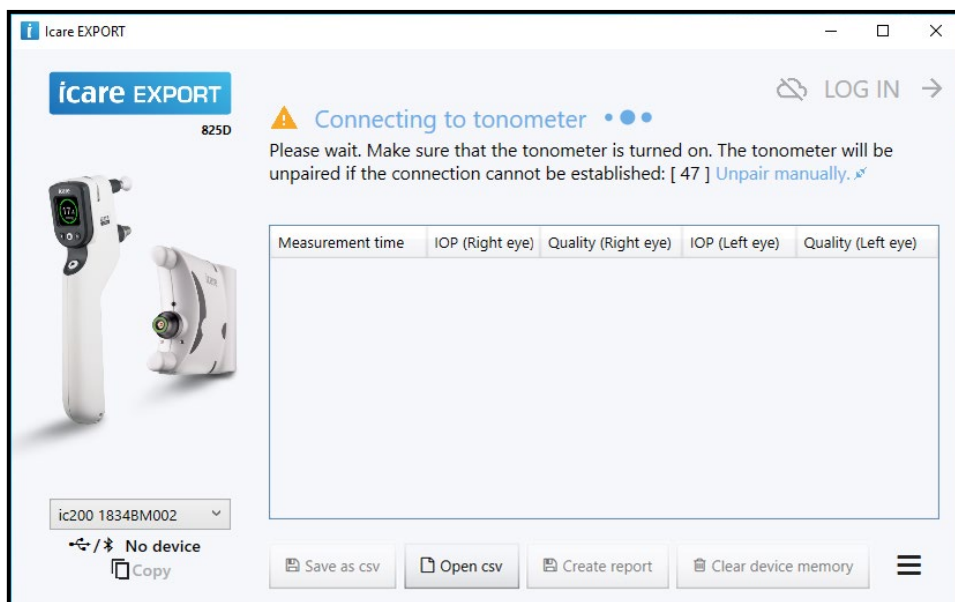 Icare EXPORT
icare EXPORT
825D
LOG IN
Connecting to tonometer
Please wait. Make sure that the tonometer is turned on. The tonometer will be
unpaired if the connection cannot be established: [ 47 ] Unpair manually.
Measurement time IOP (Right eye) Quality (Right eye) IOP (Left eye) Quality (Left eye)
ic200 1834BM002
/ No device
Copy
Save as csv Open csv Create report Clear device memory